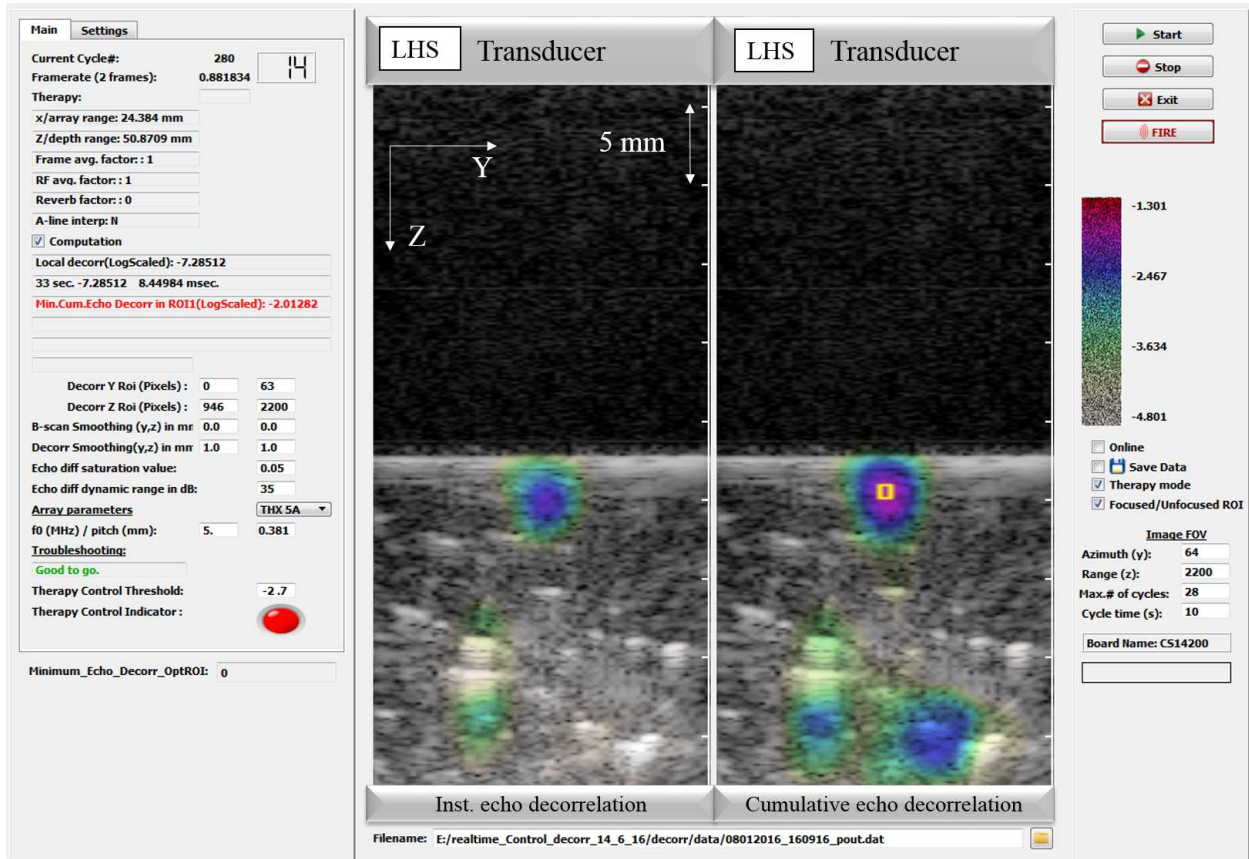 Main Settings
Current Cycle#: 280 14
Framerate (2 frames): 0.881834
Therapy:
x/array range: 24.384 mm
Z/depth range: 50.8709 mm
Frame avg. factor: : 1
RF avg. factor: : 1
Reverb factor: : 0
A-line interp: N
Computation
Local decorr(LogScaled): -7.28512
33 sec. -7.28512 8.44984 msec.
Min.Cum.Echo Decorr in ROI1(LogScaled): -2.01282
Decorr Y Roi (Pixels) : 0 63
Decorr Z Roi (Pixels) : 946 2200
B-scan Smoothing (y,z) in mr 0.0 0.0
Decorr Smoothing(y,z) in mm 1.0 1.0
Echo diff saturation value: 0.05
Echo diff dynamic range in dB: 35
Array parameters THX 5A
f0 (MHz) / pitch (mm): 5. 0.381
Troubleshooting:
Good to go.
Therapy Control Threshold: -2.7
Therapy Control Indicator :
Minimum_Echo_Decorr_OptROI: 0
LHS Transducer
LHS Transducer
5 mm
Y
Z
Inst. echo decorrelation
Cumulative echo decorrelation
Filename: E:/realtime_Control_decorr_14_6_16/decorr/data/08012016_160916_pout.dat
Start
Stop
Exit
FIRE
-1.301
-2.467
-3.634
-4.801
Online
Save Data
Therapy mode
Focused/Unfocused ROI
Image FOV
Azimuth (y): 64
Range (z): 2200
Max.# of cycles: 28
Cycle time (s): 10
Board Name: CS14200